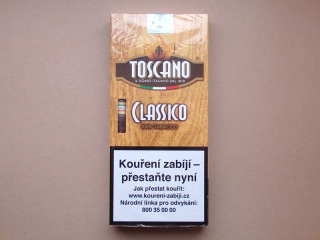 TOSCANO
IL SIGARO ITALIANO DAL 1818
CLASSICO
Kouření zabíjí –
přestaňte nyní
Jak přestat kouřit:
www.koureni-zabiji.cz
Národní linka pro odvykání:
800 35 00 00